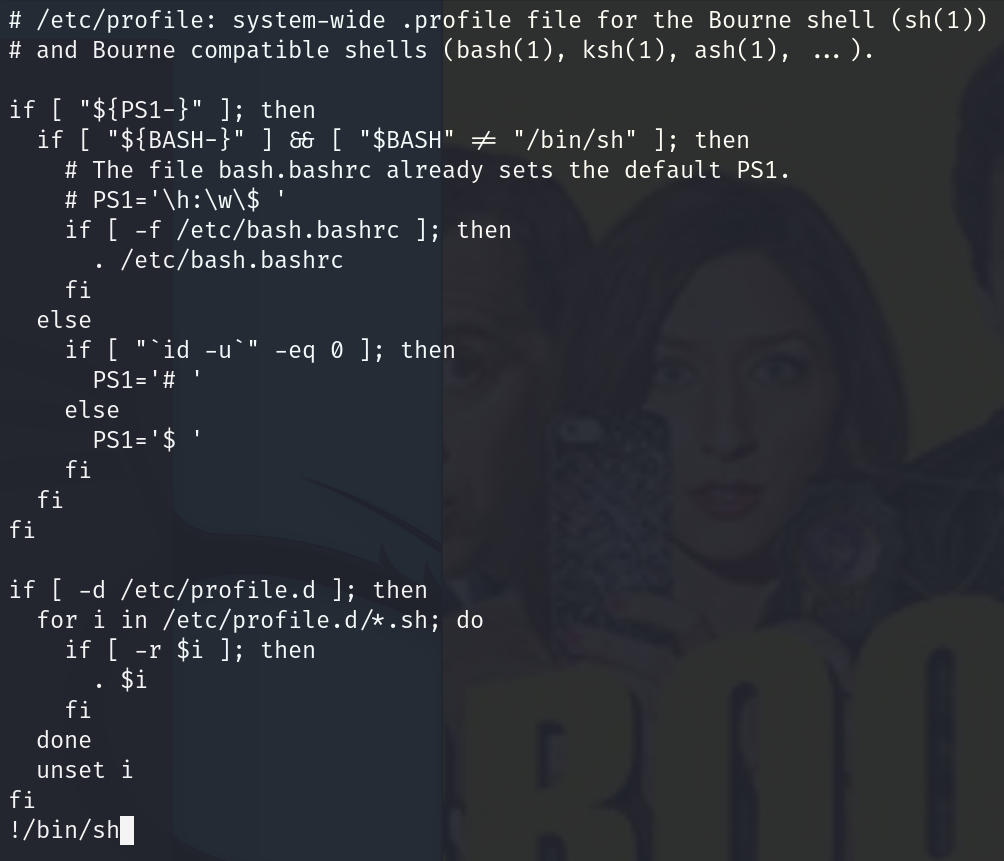 # /etc/profile: system-wide .profile file for the Bourne shell (sh(1))
# and Bourne compatible shells (bash(1), ksh(1), ash(1), ...).
if [ "${PS1-}" ]; then
if [ "${BASH-}" ] && [ "$BASH" != "/bin/sh" ]; then
# The file bash.bashrc already sets the default PS1.
# PS1='\h:\w\$ '
if [ -f /etc/bash.bashrc ]; then
. /etc/bash.bashrc
fi
else
if [ "`id -u`" -eq 0 ]; then
PS1='# '
else
PS1='$ '
fi
fi
fi
if [ -d /etc/profile.d ]; then
for i in /etc/profile.d/*.sh; do
if [ -r $i ]; then
. $i
fi
done
unset i
fi
!/bin/sh